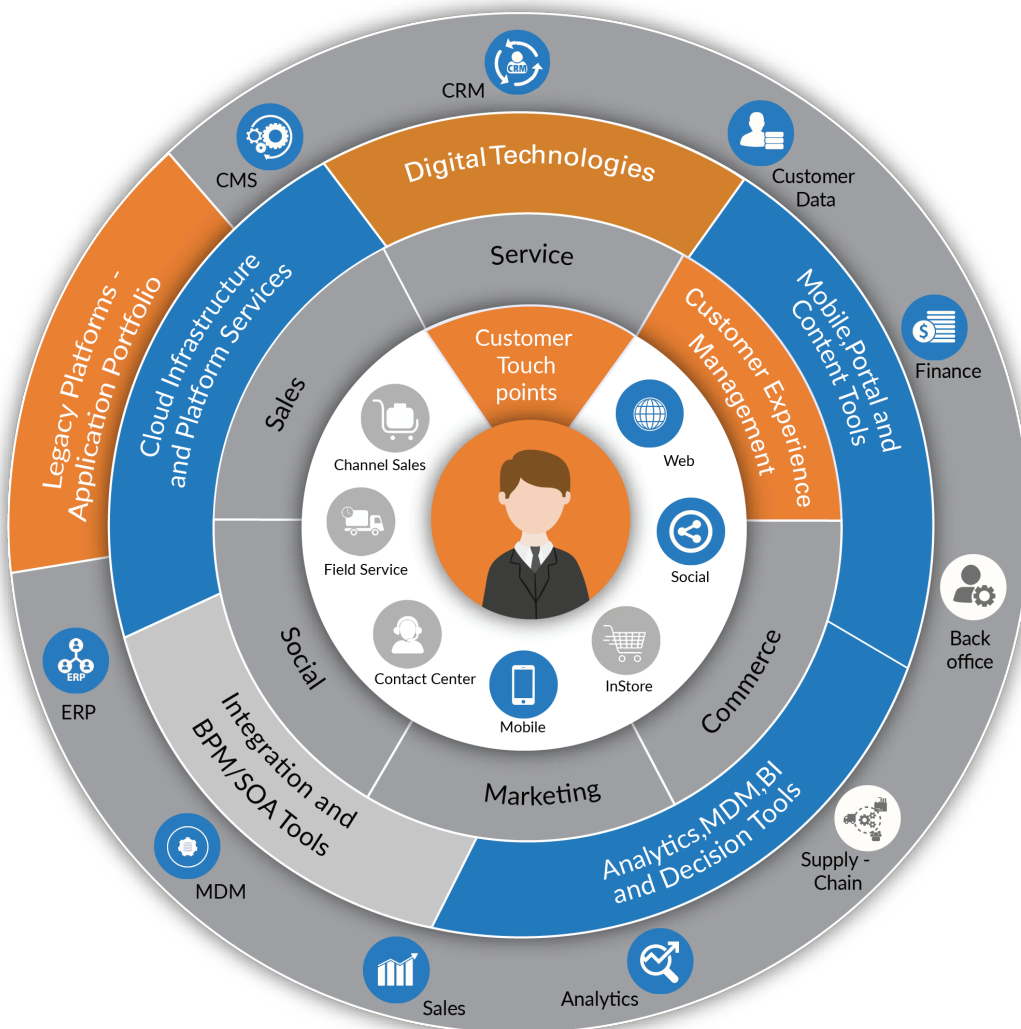 CRM
CRM
CMS
Customer
Data
Finance
Back
office
Supply -
Chain
Analytics
Sales
MDM
ERP
ERP
Legacy Platforms -
Application Portfolio
Digital Technologies
Mobile,Portal and
Content Tools
Analytics,MDM,BI
and Decision Tools
Integration and
BPM/SOA Tools
Cloud Infrastructure
and Platform Services
Service
Customer Experience
Management
Commerce
Marketing
Social
Sales
Customer
Touch
points
Web
Social
InStore
Mobile
Contact Center
Field Service
Channel Sales
$